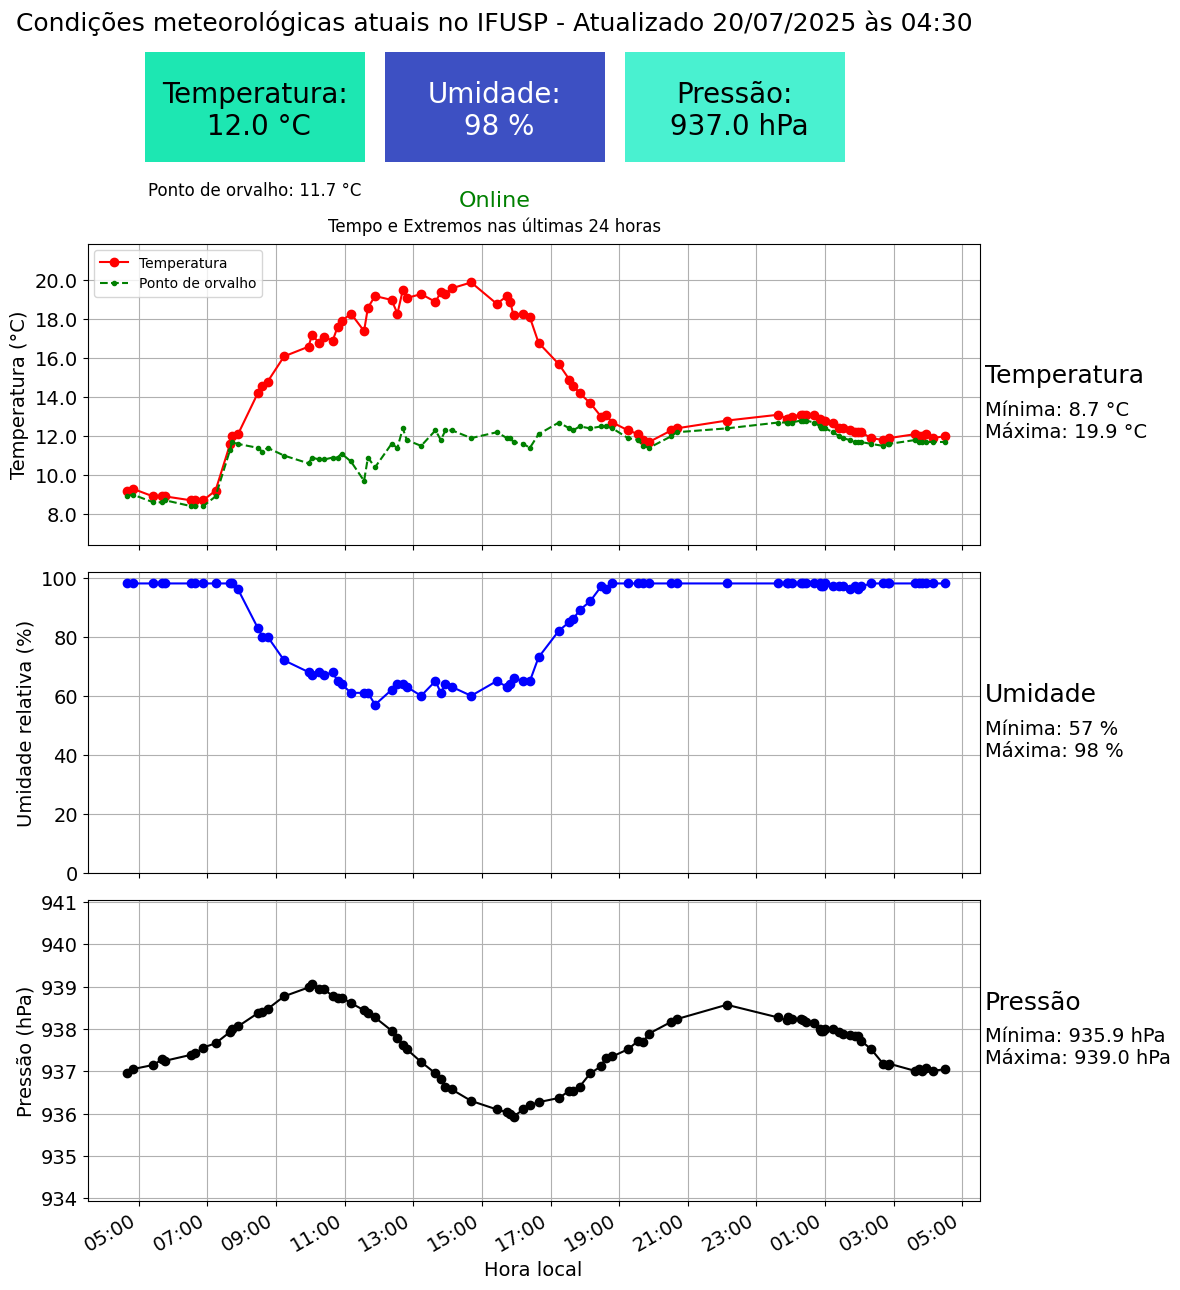 Condições meteorológicas atuais no IFUSP - Atualizado 20/07/2025 às 04:30
Temperatura:
12.0 °C
Umidade:
98 %
Pressão:
937.0 hPa
Ponto de orvalho: 11.7 °C
Online
Tempo e Extremos nas últimas 24 horas
Temperatura
Ponto de orvalho
Temperatura (°C)
20.0
18.0
16.0
14.0
12.0
10.0
8.0
Temperatura
Mínima: 8.7 °C
Máxima: 19.9 °C
Umidade relativa (%)
100
80
60
40
20
0
Umidade
Mínima: 57 %
Máxima: 98 %
Pressão (hPa)
941
940
939
938
937
936
935
934
Pressão
Mínima: 935.9 hPa
Máxima: 939.0 hPa
05:00
07:00
09:00
11:00
13:00
15:00
17:00
19:00
21:00
23:00
01:00
03:00
05:00
Hora local